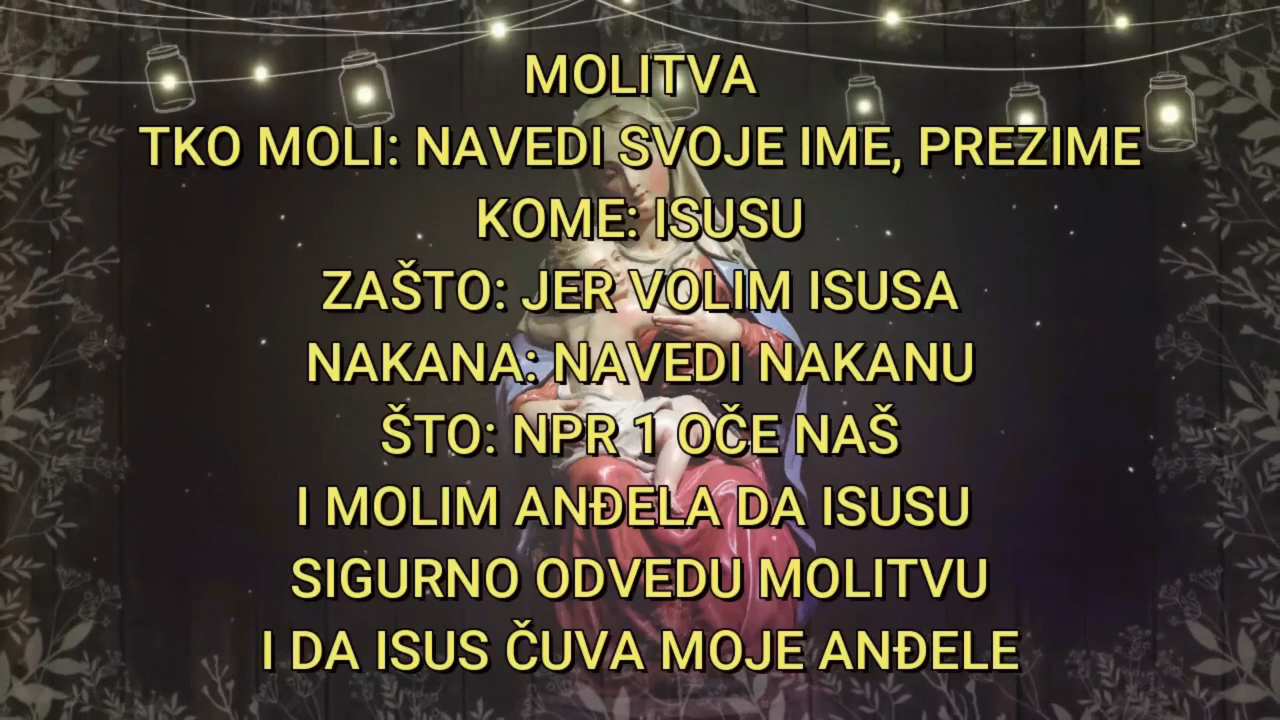 MOLITVA
TKO MOLI: NAVEDI SVOJE IME, PREZIME
KOME: ISUSU
ZAŠTO: JER VOLIM ISUSA
NAKANA: NAVEDI NAKANU
ŠTO: NPR 1 OČE NAŠ
I MOLIM ANĐELA DA ISUSU
SIGURNO ODVEDU MOLITVU
I DA ISUS ČUVA MOJE ANĐELE